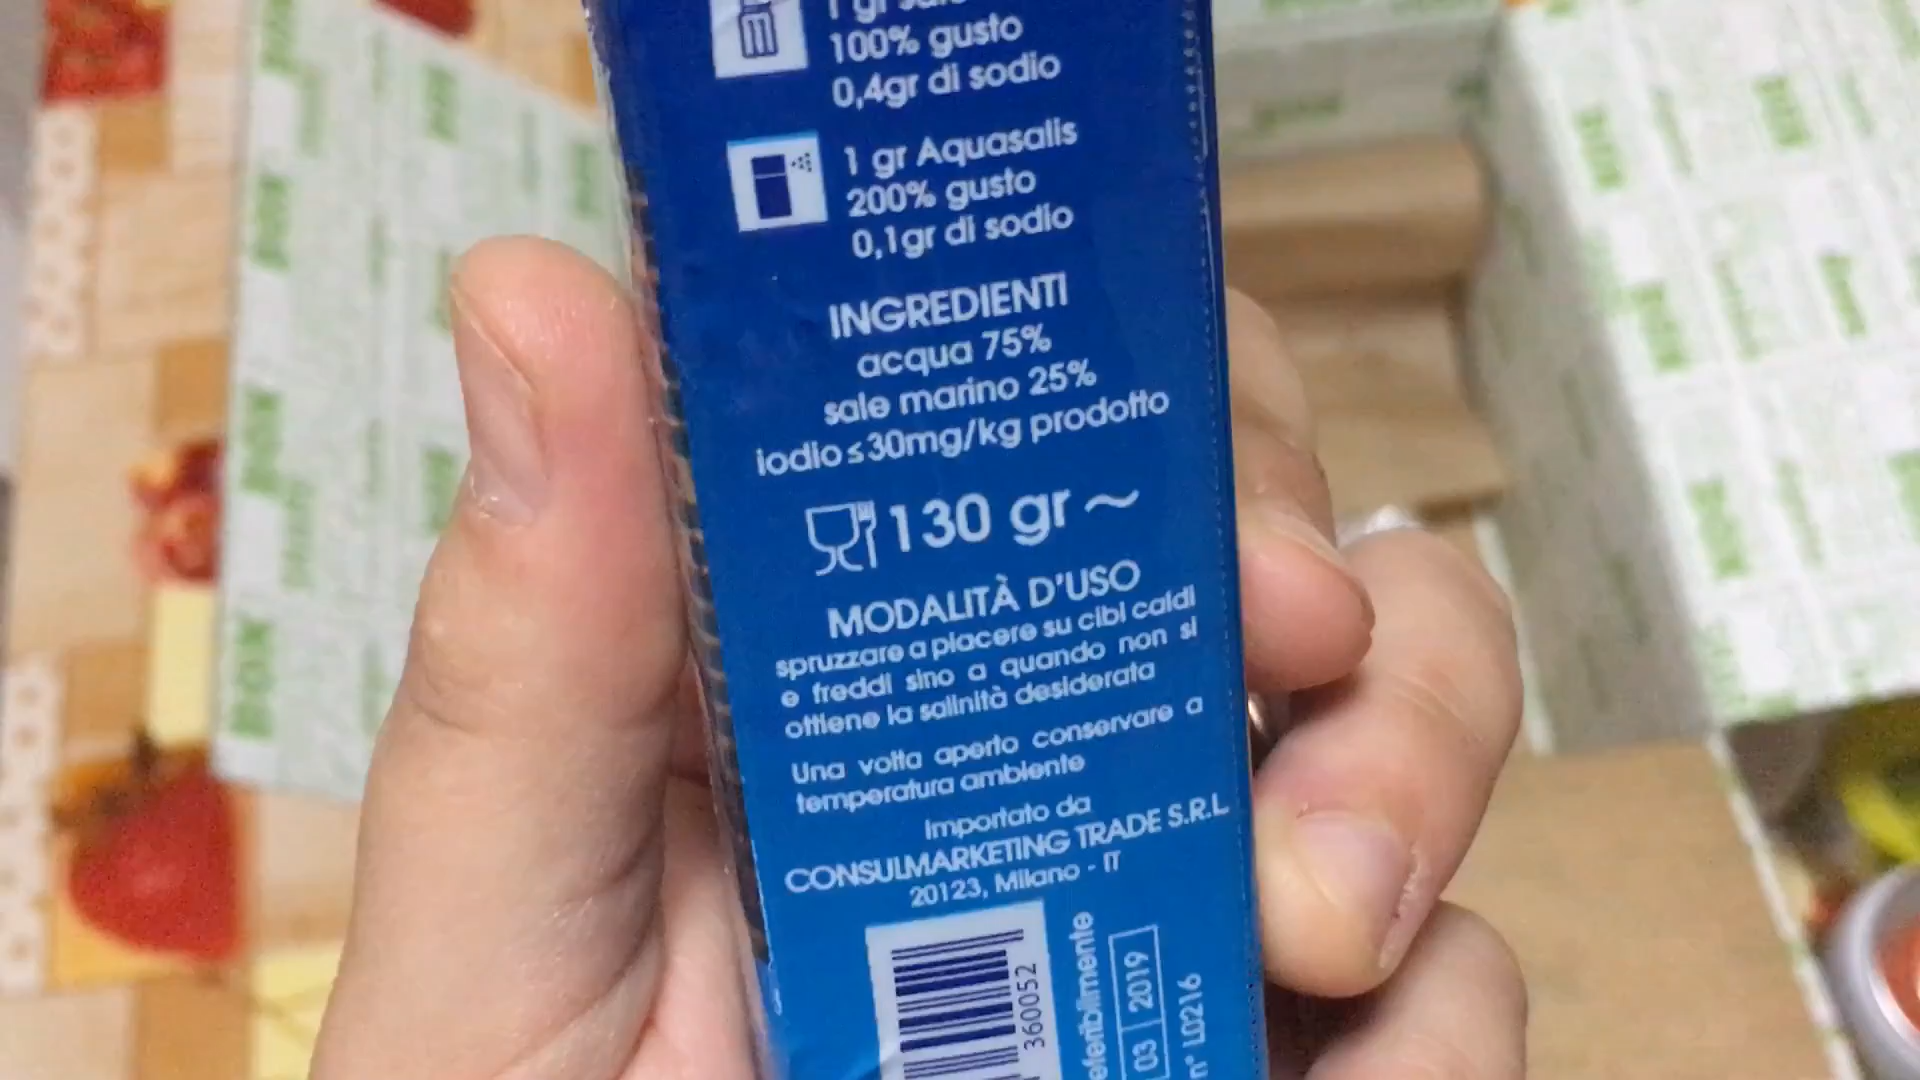 1 gr
100% gusto
0,4gr di sodio
1 gr Aquasalis
200% gusto
0,1gr di sodio
INGREDIENTI
acqua 75%
sale marino 25%
iodio ≤30mg/kg prodotto
130 gr ~
MODALITÀ D'USO
spruzzare a piacere su cibi caldi
e freddi sino a quando non si
ottiene la salinità desiderata
Una volta aperto conservare a
temperatura ambiente
Importato da
CONSULMARKETING TRADE S.R.L
20123, Milano - IT
360052
03 2019
n° L0216